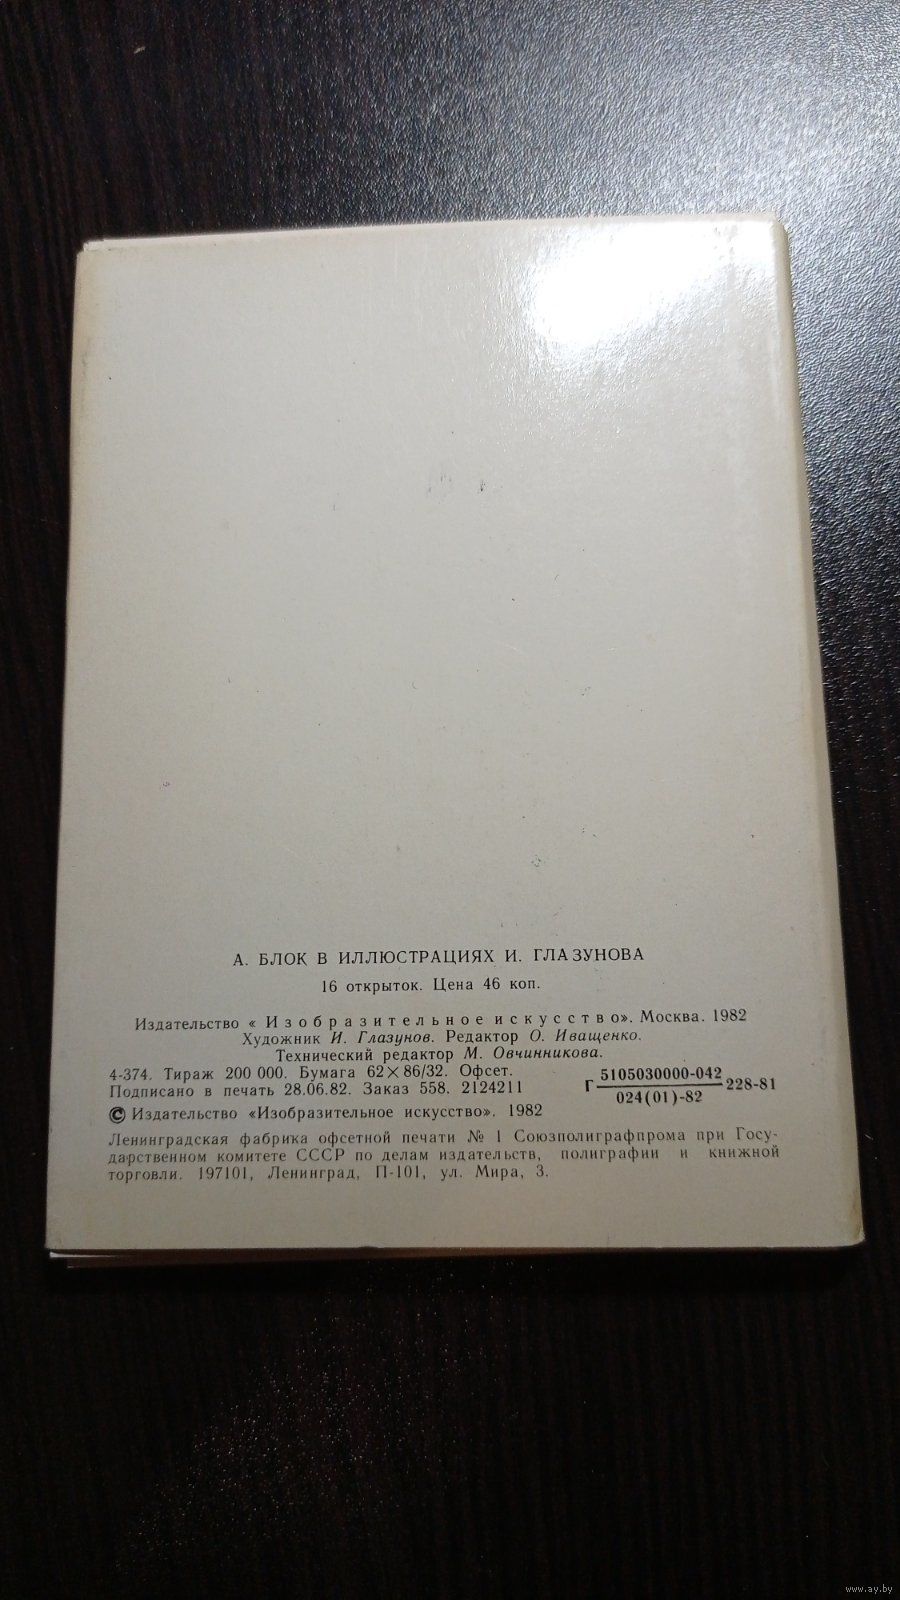 А. БЛОК В ИЛЛЮСТРАЦИЯХ И. ГЛАЗУНОВА
16 открыток. Цена 46 коп.
Издательство « И з о б р а з и т е л ь н о е и с к у с с т в о ». Москва. 1982
Художник И. Глазунов. Редактор О. Иващенко.
Технический редактор М. Овчинникова.
4-374. Тираж 200 000. Бумага 62×86/32. Офсет.
Подписано в печать 28.06.82. Заказ 558. 2124211
Г 5105030000-042 228-81
024(01)-82
© Издательство «Изобразительное искусство». 1982
Ленинградская фабрика офсетной печати № 1 Союзполиграфпрома при Госу-
дарственном комитете СССР по делам издательств, полиграфии и книжной
торговли. 197101, Ленинград, П-101, ул. Мира, 3.
www.ay.by